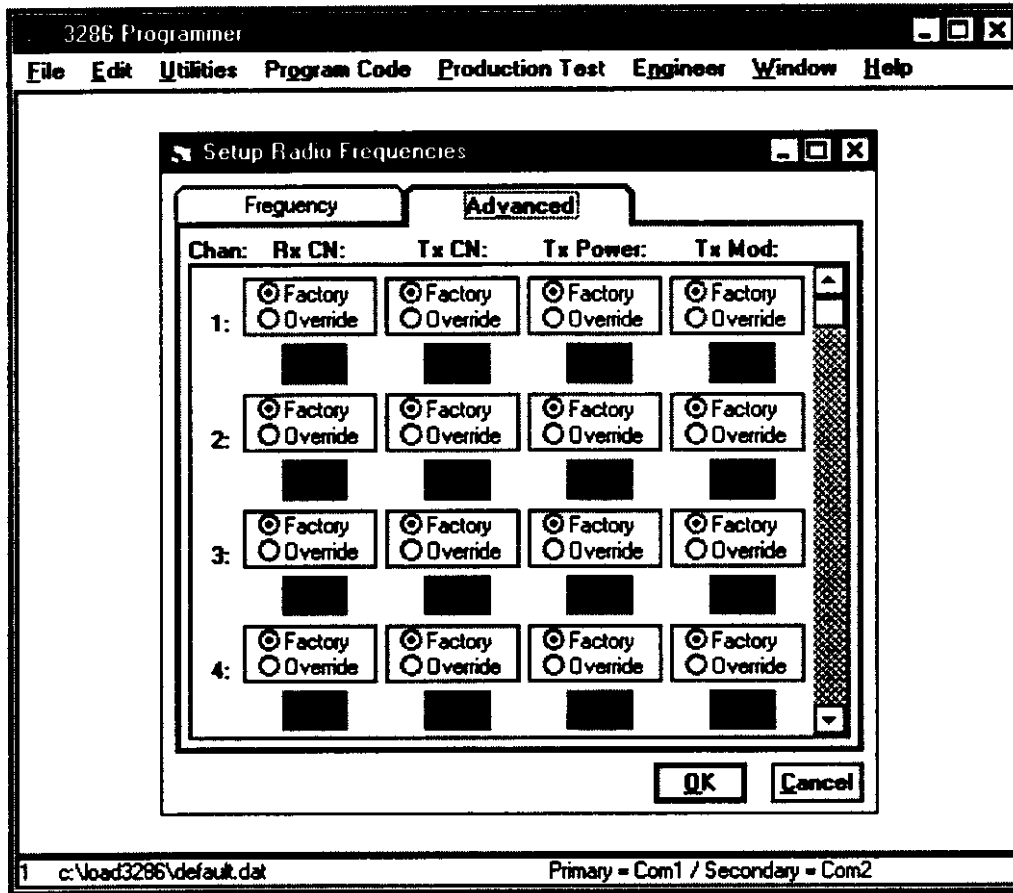 3286 Programmer
File Edit Utilities Program Code Production Test Engineer Window Help
Setup Radio Frequencies
Freguency Advanced
Chan: Rx CN: Tx CN: Tx Power: Tx Mod:
Factory Factory Factory Factory
1: Override Override Override Override
Factory Factory Factory Factory
2: Override Override Override Override
Factory Factory Factory Factory
3: Override Override Override Override
Factory Factory Factory Factory
4: Override Override Override Override
OK Cancel
1 c:\load3286\default.dat Primary = Com1 / Secondary = Com2